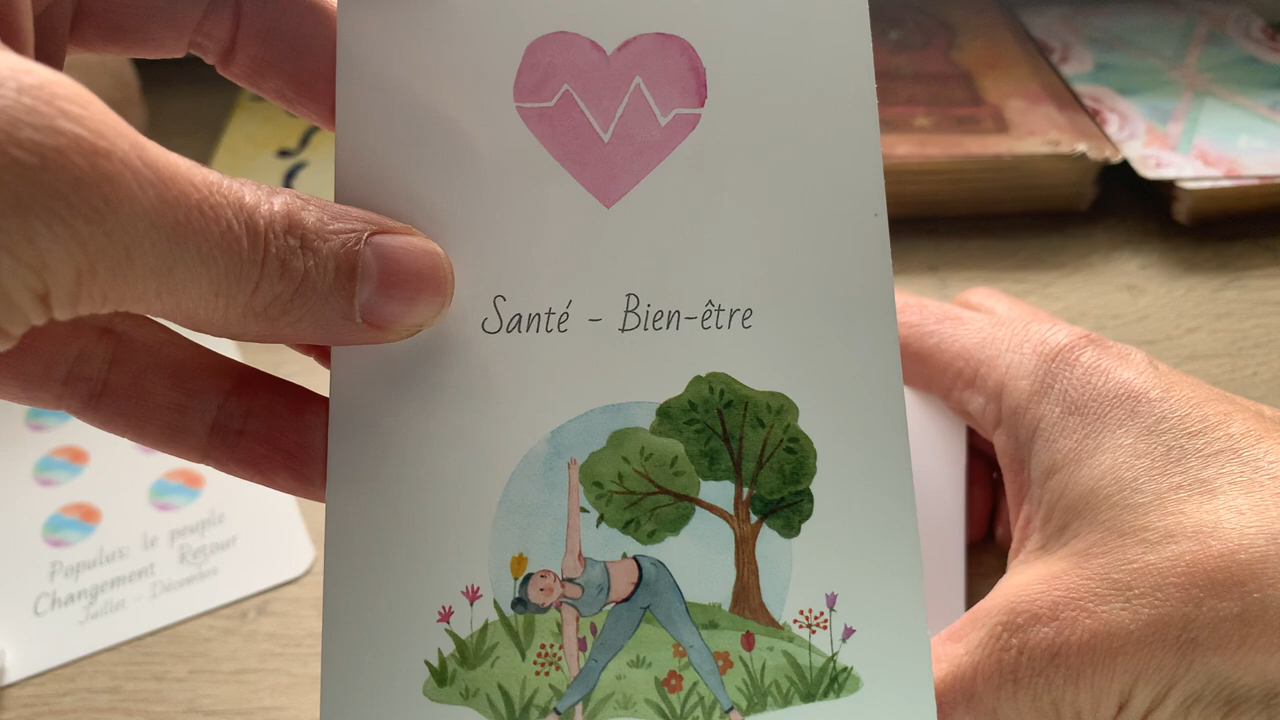 Santé - Bien-être
Populus: le peuple
Changement Retour
Juillet - Décembre